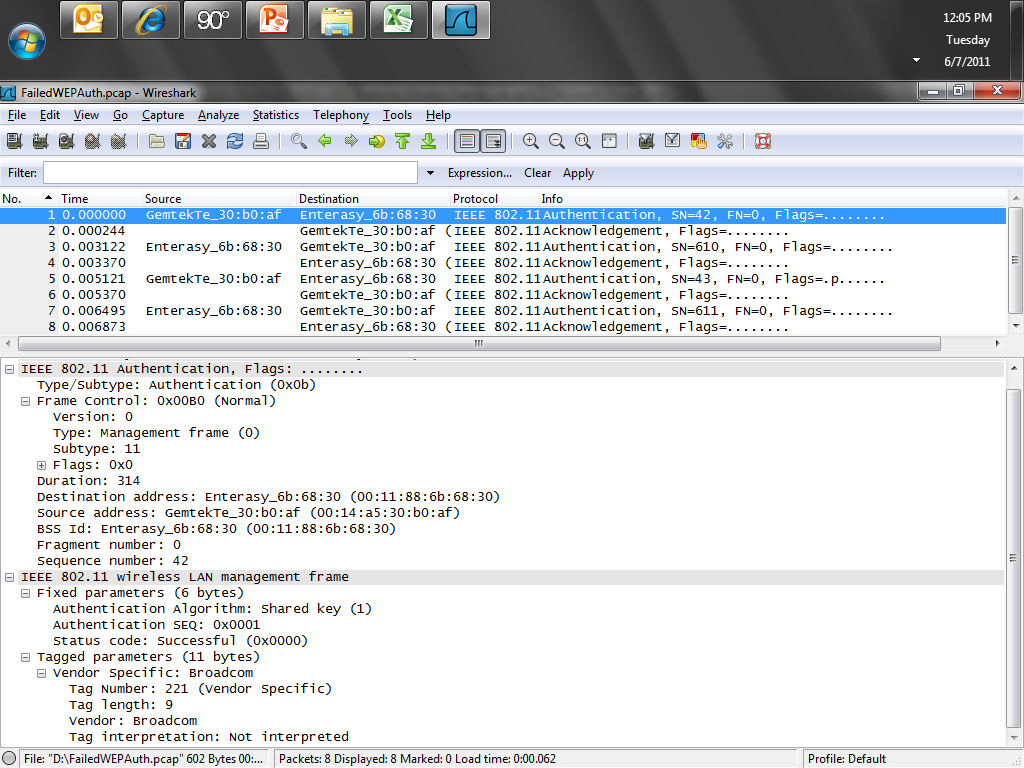 90°
12:05 PM
Tuesday
6/7/2011
FailedWEPAuth.pcap - Wireshark
File Edit View Go Capture Analyze Statistics Telephony Tools Help
Filter: Expression... Clear Apply
No. Time Source Destination Protocol Info
1 0.000000 GemtekTe_30:b0:af Enterasy_6b:68:30 IEEE 802.11 Authentication, SN=42, FN=0, Flags=........
2 0.000244 GemtekTe_30:b0:af ( IEEE 802.11 Acknowledgement, Flags=........
3 0.003122 Enterasy_6b:68:30 GemtekTe_30:b0:af IEEE 802.11 Authentication, SN=610, FN=0, Flags=........
4 0.003370 Enterasy_6b:68:30 ( IEEE 802.11 Acknowledgement, Flags=........
5 0.005121 GemtekTe_30:b0:af Enterasy_6b:68:30 IEEE 802.11 Authentication, SN=43, FN=0, Flags=.p......
6 0.005370 GemtekTe_30:b0:af ( IEEE 802.11 Acknowledgement, Flags=........
7 0.006495 Enterasy_6b:68:30 GemtekTe_30:b0:af IEEE 802.11 Authentication, SN=611, FN=0, Flags=........
8 0.006873 Enterasy_6b:68:30 ( IEEE 802.11 Acknowledgement, Flags=........
IEEE 802.11 Authentication, Flags: ........
Type/Subtype: Authentication (0x0b)
Frame Control: 0x00B0 (Normal)
Version: 0
Type: Management frame (0)
Subtype: 11
Flags: 0x0
Duration: 314
Destination address: Enterasy_6b:68:30 (00:11:88:6b:68:30)
Source address: GemtekTe_30:b0:af (00:14:a5:30:b0:af)
BSS Id: Enterasy_6b:68:30 (00:11:88:6b:68:30)
Fragment number: 0
Sequence number: 42
IEEE 802.11 wireless LAN management frame
Fixed parameters (6 bytes)
Authentication Algorithm: Shared key (1)
Authentication SEQ: 0x0001
Status code: Successful (0x0000)
Tagged parameters (11 bytes)
Vendor Specific: Broadcom
Tag Number: 221 (Vendor Specific)
Tag length: 9
Vendor: Broadcom
Tag interpretation: Not interpreted
File: "D:\FailedWEPAuth.pcap" 602 Bytes 00:... Packets: 8 Displayed: 8 Marked: 0 Load time: 0:00.062 Profile: Default